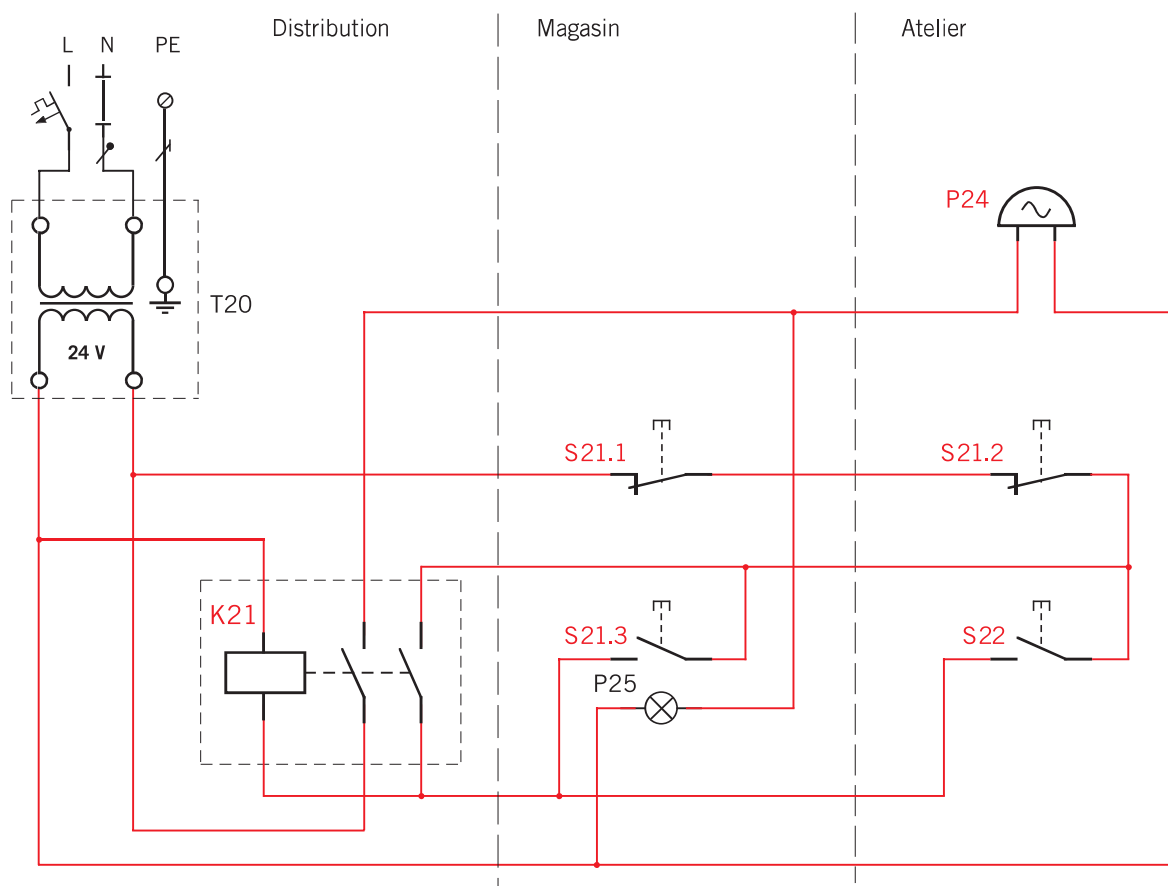 Distribution
Magasin
Atelier
L N PE
P24
T20
24 V
S21.1
S21.2
K21
S21.3
S22
P25